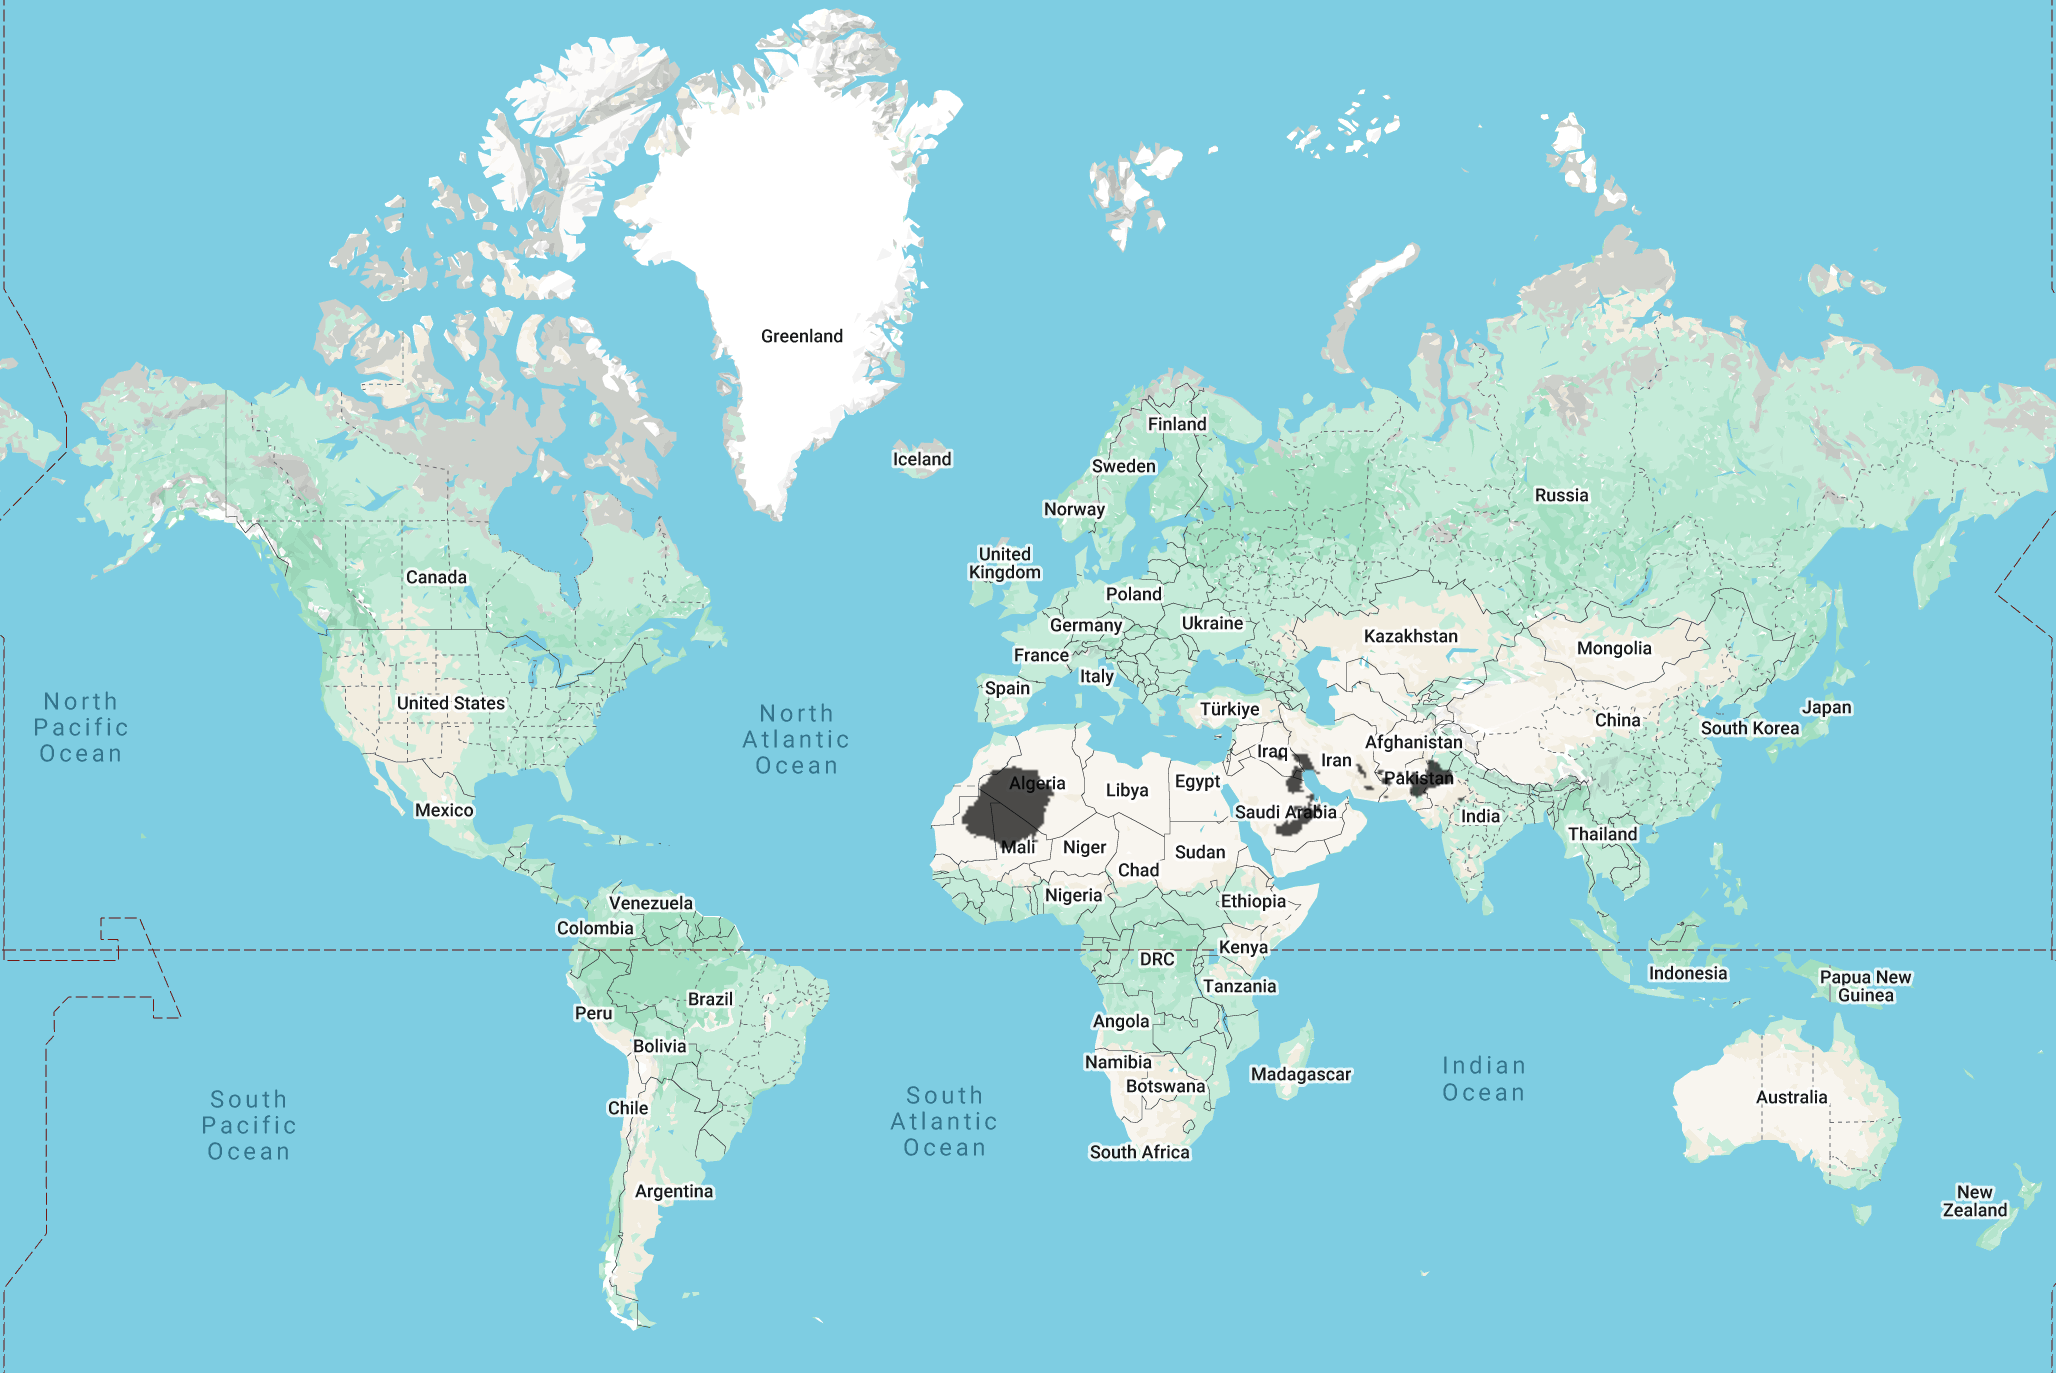 Greenland
Iceland
Finland
Sweden
Norway
Russia
United
Kingdom
Canada
Poland
Germany
Ukraine
Kazakhstan
Mongolia
France
Italy
Spain
United States
Türkiye
China
Japan
South Korea
North
Pacific
Ocean
North
Atlantic
Ocean
Iraq
Iran
Afghanistan
Pakistan
Algeria
Libya
Egypt
Saudi Arabia
India
Mexico
Mali
Niger
Sudan
Thailand
Chad
Nigeria
Ethiopia
Venezuela
Colombia
Kenya
DRC
Tanzania
Indonesia
Papua New
Guinea
Brazil
Peru
Angola
Bolivia
Namibia
Botswana
Madagascar
Indian
Ocean
Australia
Chile
South
Pacific
Ocean
South
Atlantic
Ocean
South Africa
Argentina
New
Zealand